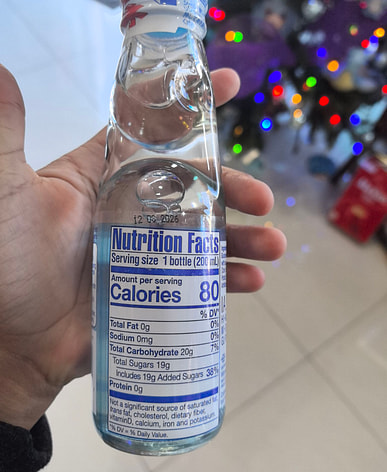 12 09 2026
Nutrition Facts
Serving size 1 bottle (200 mL)
Amount per serving
Calories 80
% DV*
Total Fat 0g 0%
Sodium 0mg 0%
Total Carbohydrate 20g 7%
Total Sugars 19g
Includes 19g Added Sugars 38%
Protein 0g
Not a significant source of saturated fat,
trans fat, cholesterol, dietary fiber,
vitaminD, calcium, iron and potassium.
*% DV = % Daily Value.